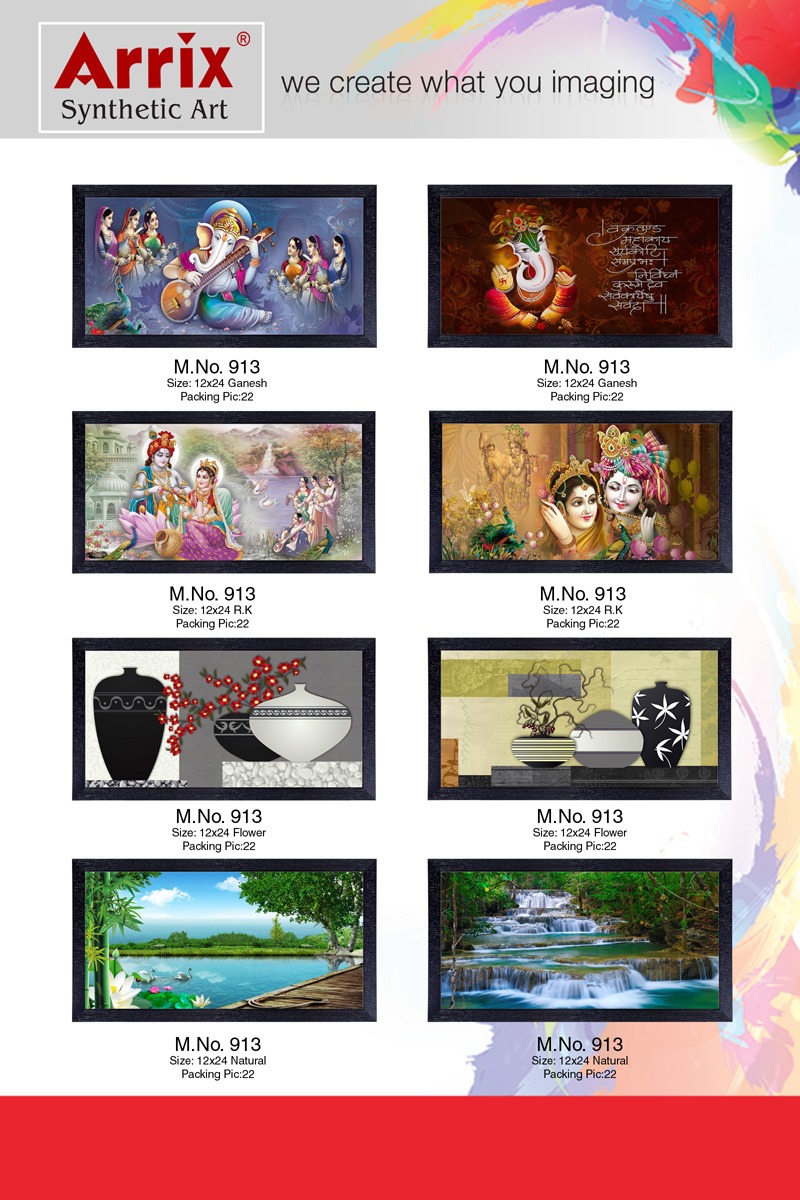 Arrix®
Synthetic Art
we create what you imaging
वक्रतुण्ड
महाकाय
सूर्यकोटि
समप्रभः।
निर्विघ्नं
कुरुमे देव
सर्वकार्येषु
सर्वदा॥
M.No. 913
Size: 12x24 Ganesh
Packing Pic:22
M.No. 913
Size: 12x24 Ganesh
Packing Pic:22
M.No. 913
Size: 12x24 R.K
Packing Pic:22
M.No. 913
Size: 12x24 R.K
Packing Pic:22
M.No. 913
Size: 12x24 Flower
Packing Pic:22
M.No. 913
Size: 12x24 Flower
Packing Pic:22
M.No. 913
Size: 12x24 Natural
Packing Pic:22
M.No. 913
Size: 12x24 Natural
Packing Pic:22